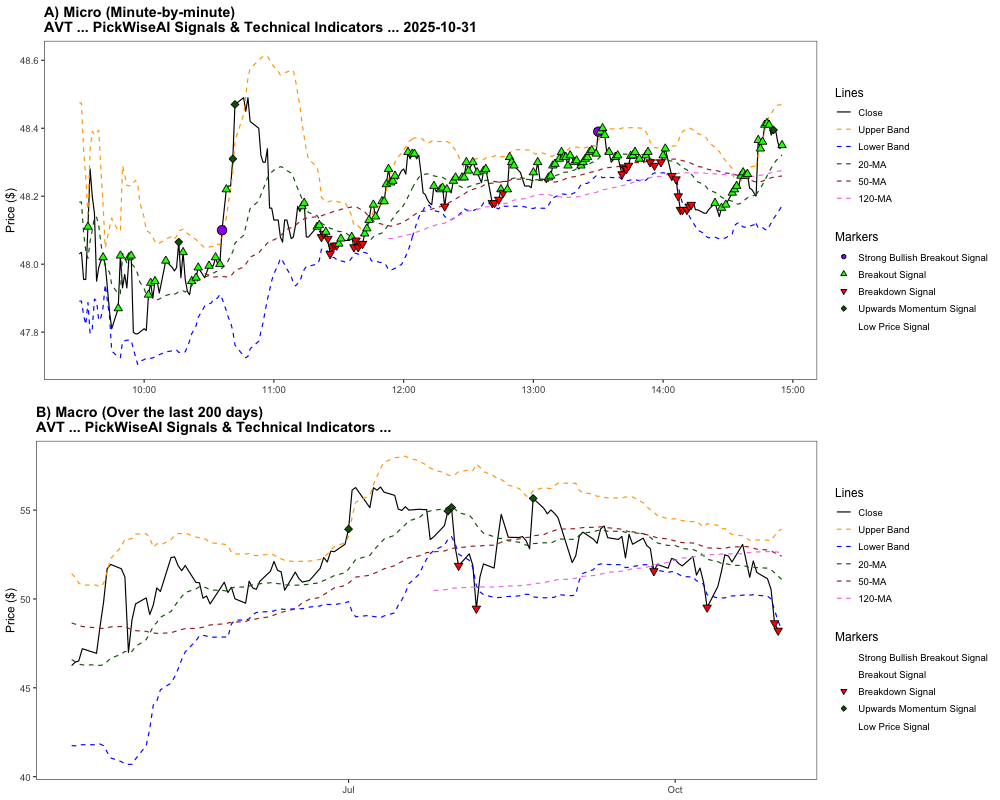 A) Micro (Minute-by-minute)
AVT ... PickWiseAI Signals & Technical Indicators ... 2025-10-31
Price ($)
48.6
48.4
48.2
48.0
47.8
10:00
11:00
12:00
13:00
14:00
15:00
Lines
Close
Upper Band
Lower Band
20-MA
50-MA
120-MA
Markers
Strong Bullish Breakout Signal
Breakout Signal
Breakdown Signal
Upwards Momentum Signal
Low Price Signal
B) Macro (Over the last 200 days)
AVT ... PickWiseAI Signals & Technical Indicators ...
Price ($)
55
50
45
40
Jul
Oct
Lines
Close
Upper Band
Lower Band
20-MA
50-MA
120-MA
Markers
Strong Bullish Breakout Signal
Breakout Signal
Breakdown Signal
Upwards Momentum Signal
Low Price Signal